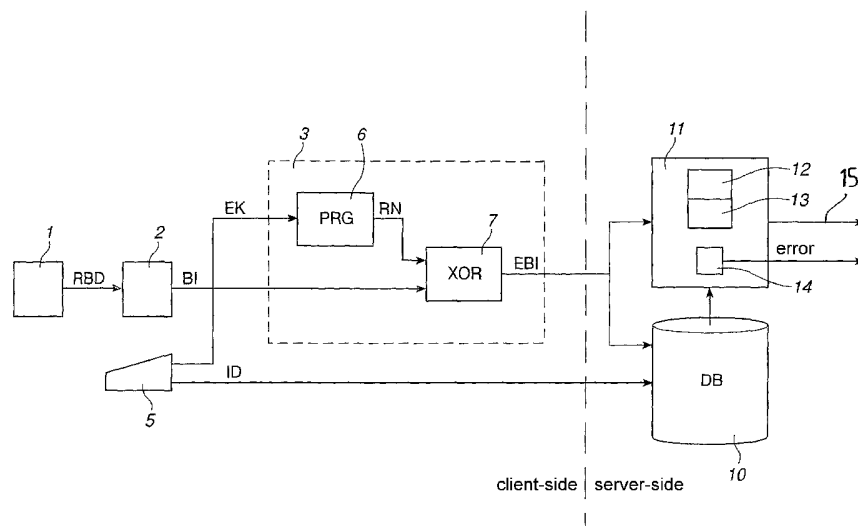 3
6
11
12
13
15
EK
PRG
RN
7
1
2
RBD
BI
XOR
EBI
error
14
ID
5
DB
10
client-side
server-side